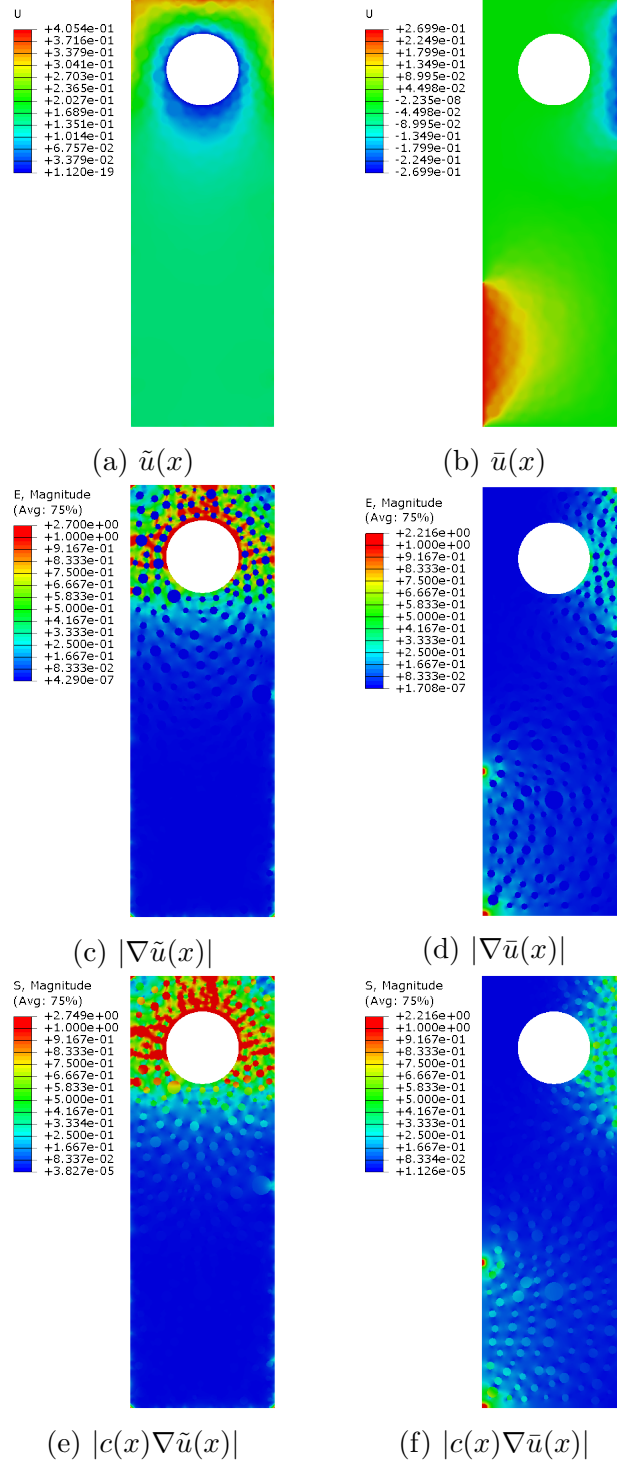 U
+4.054e-01
+3.716e-01
+3.379e-01
+3.041e-01
+2.703e-01
+2.365e-01
+2.027e-01
+1.689e-01
+1.351e-01
+1.014e-01
+6.757e-02
+3.379e-02
+1.120e-19
U
+2.699e-01
+2.249e-01
+1.799e-01
+1.349e-01
+8.995e-02
+4.498e-02
-2.235e-08
-4.498e-02
-8.995e-02
-1.349e-01
-1.799e-01
-2.249e-01
-2.699e-01
(a) ũ(x)
(b) ū(x)
E, Magnitude
(Avg: 75%)
+2.700e+00
+1.000e+00
+9.167e-01
+8.333e-01
+7.500e-01
+6.667e-01
+5.833e-01
+5.000e-01
+4.167e-01
+3.333e-01
+2.500e-01
+1.667e-01
+8.333e-02
+4.290e-07
E, Magnitude
(Avg: 75%)
+2.216e+00
+1.000e+00
+9.167e-01
+8.333e-01
+7.500e-01
+6.667e-01
+5.833e-01
+5.000e-01
+4.167e-01
+3.333e-01
+2.500e-01
+1.667e-01
+8.333e-02
+1.708e-07
(c) |∇ũ(x)|
(d) |∇ū(x)|
S, Magnitude
(Avg: 75%)
+2.749e+00
+1.000e+00
+9.167e-01
+8.333e-01
+7.500e-01
+6.667e-01
+5.833e-01
+5.000e-01
+4.167e-01
+3.334e-01
+2.500e-01
+1.667e-01
+8.337e-02
+3.827e-05
S, Magnitude
(Avg: 75%)
+2.216e+00
+1.000e+00
+9.167e-01
+8.333e-01
+7.500e-01
+6.667e-01
+5.833e-01
+5.000e-01
+4.167e-01
+3.333e-01
+2.500e-01
+1.667e-01
+8.334e-02
+1.126e-05
(e) |c(x)∇ũ(x)|
(f) |c(x)∇ū(x)|